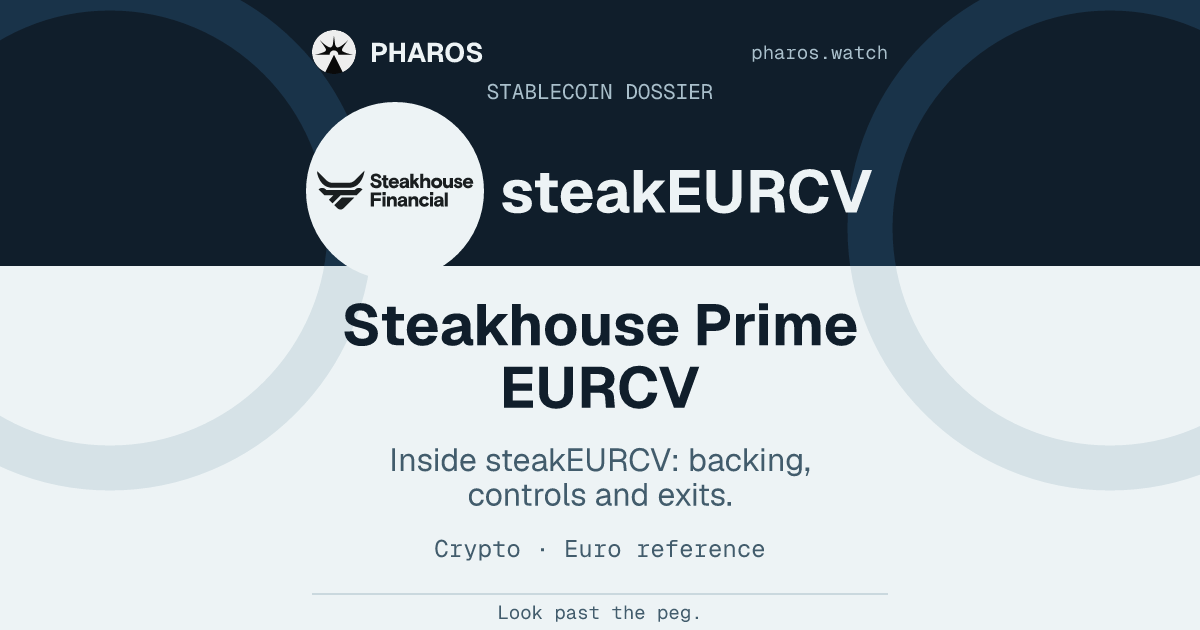 PHAROS
pharos.watch
STABLECOIN DOSSIER
Steakhouse
Financial
steakEURCV
Steakhouse Prime
EURCV
Inside steakEURCV: backing,
controls and exits.
Crypto · Euro reference
Look past the peg.